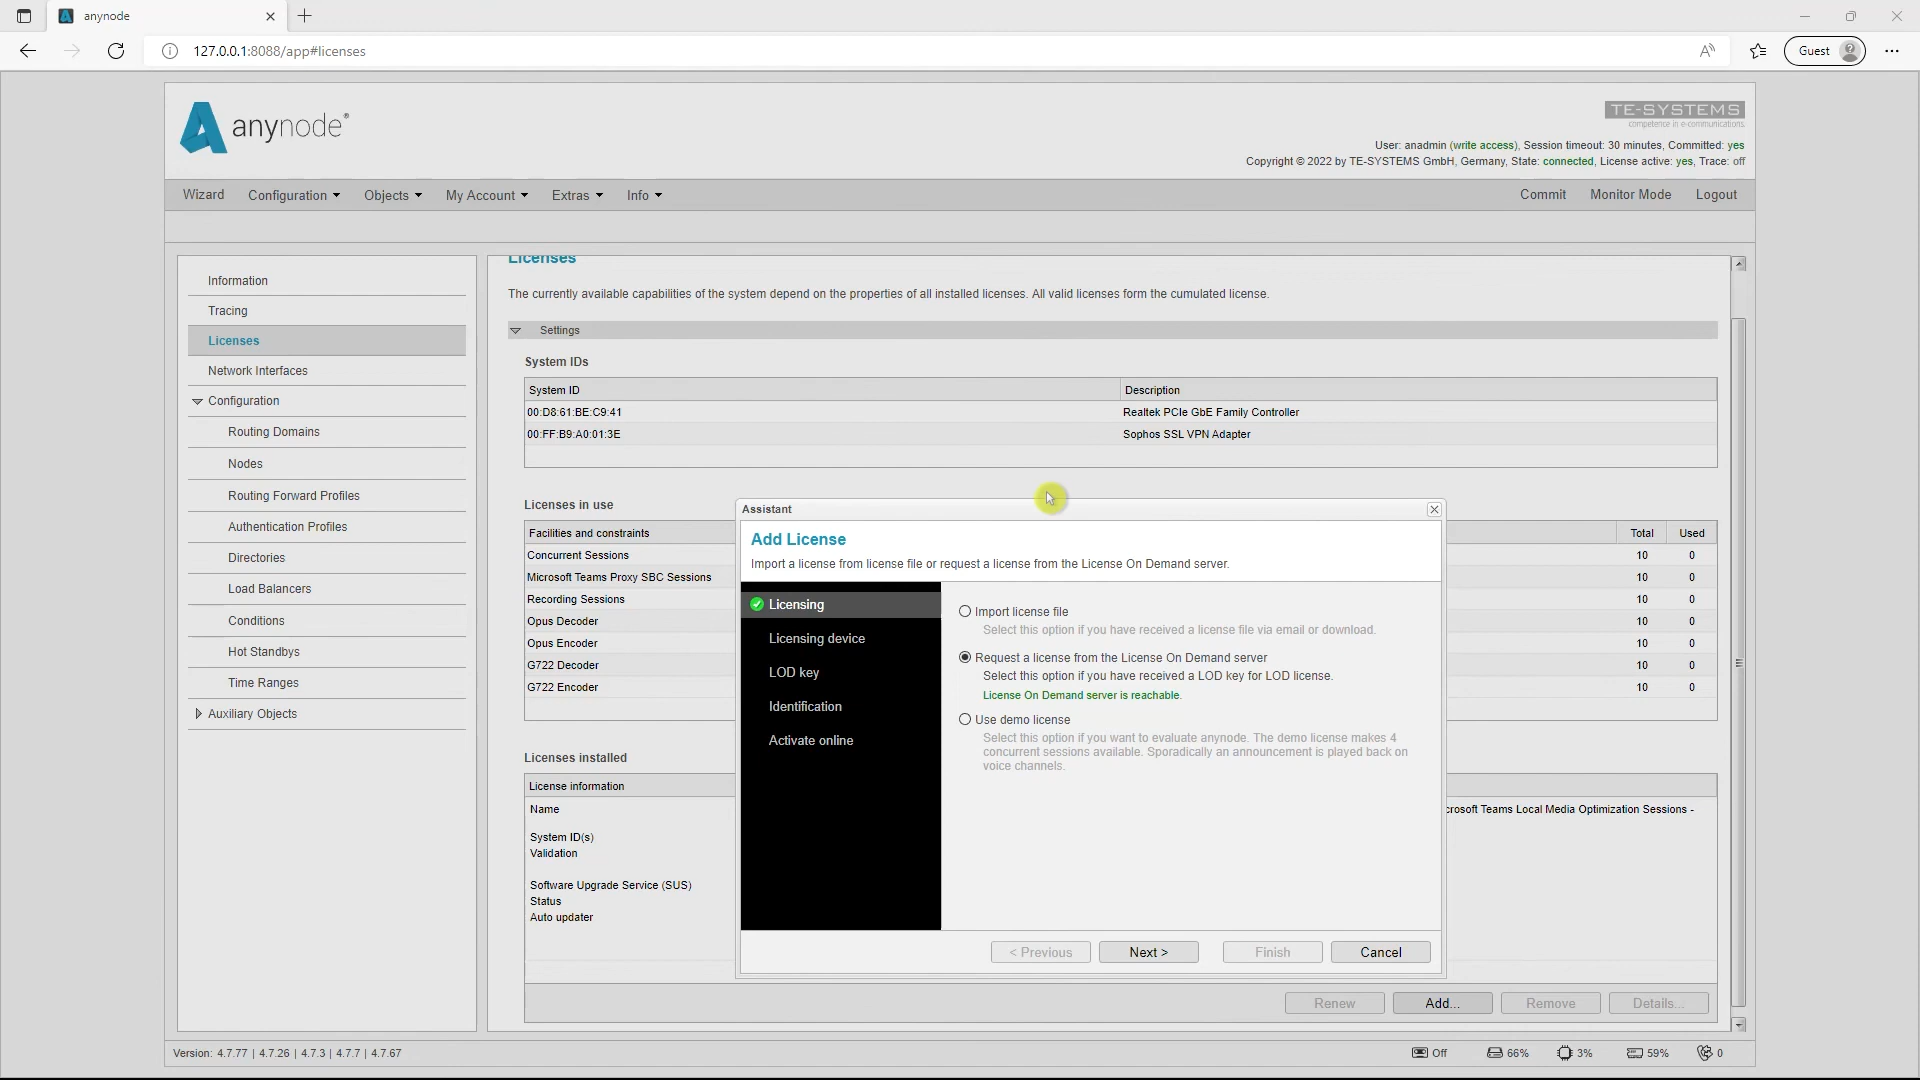 anynode
127.0.0.1:8088/app#licenses
Guest
anynode®
TE-SYSTEMS
competence in e-communications.
User: anadmin (write access), Session timeout: 30 minutes, Committed: yes
Copyright © 2022 by TE-SYSTEMS GmbH, Germany, State: connected, License active: yes, Trace: off
Wizard Configuration Objects My Account Extras Info Commit Monitor Mode Logout
Information
Tracing
Licenses
Network Interfaces
Configuration
Routing Domains
Nodes
Routing Forward Profiles
Authentication Profiles
Directories
Load Balancers
Conditions
Hot Standbys
Time Ranges
Auxiliary Objects
Licenses
The currently available capabilities of the system depend on the properties of all installed licenses. All valid licenses form the cumulated license.
Settings
System IDs
System ID Description
00:D8:61:BE:C9:41 Realtek PCIe GbE Family Controller
00:FF:B9:A0:01:3E Sophos SSL VPN Adapter
Licenses in use
Facilities and constraints Total Used
Concurrent Sessions 10 0
Microsoft Teams Proxy SBC Sessions 10 0
Recording Sessions 10 0
Opus Decoder 10 0
Opus Encoder 10 0
G722 Decoder 10 0
G722 Encoder 10 0
Licenses installed
License information
Name crosoft Teams Local Media Optimization Sessions -
System ID(s)
Validation
Software Upgrade Service (SUS)
Status
Auto updater
Assistant
Add License
Import a license from license file or request a license from the License On Demand server.
Licensing
Licensing device
LOD key
Identification
Activate online
Import license file
Select this option if you have received a license file via email or download.
Request a license from the License On Demand server
Select this option if you have received a LOD key for LOD license.
License On Demand server is reachable.
Use demo license
Select this option if you want to evaluate anynode. The demo license makes 4
concurrent sessions available. Sporadically an announcement is played back on
voice channels.
< Previous Next > Finish Cancel
Renew Add... Remove Details...
Version: 4.7.77 | 4.7.26 | 4.7.3 | 4.7.7 | 4.7.67
Off 66% 3% 59% 0